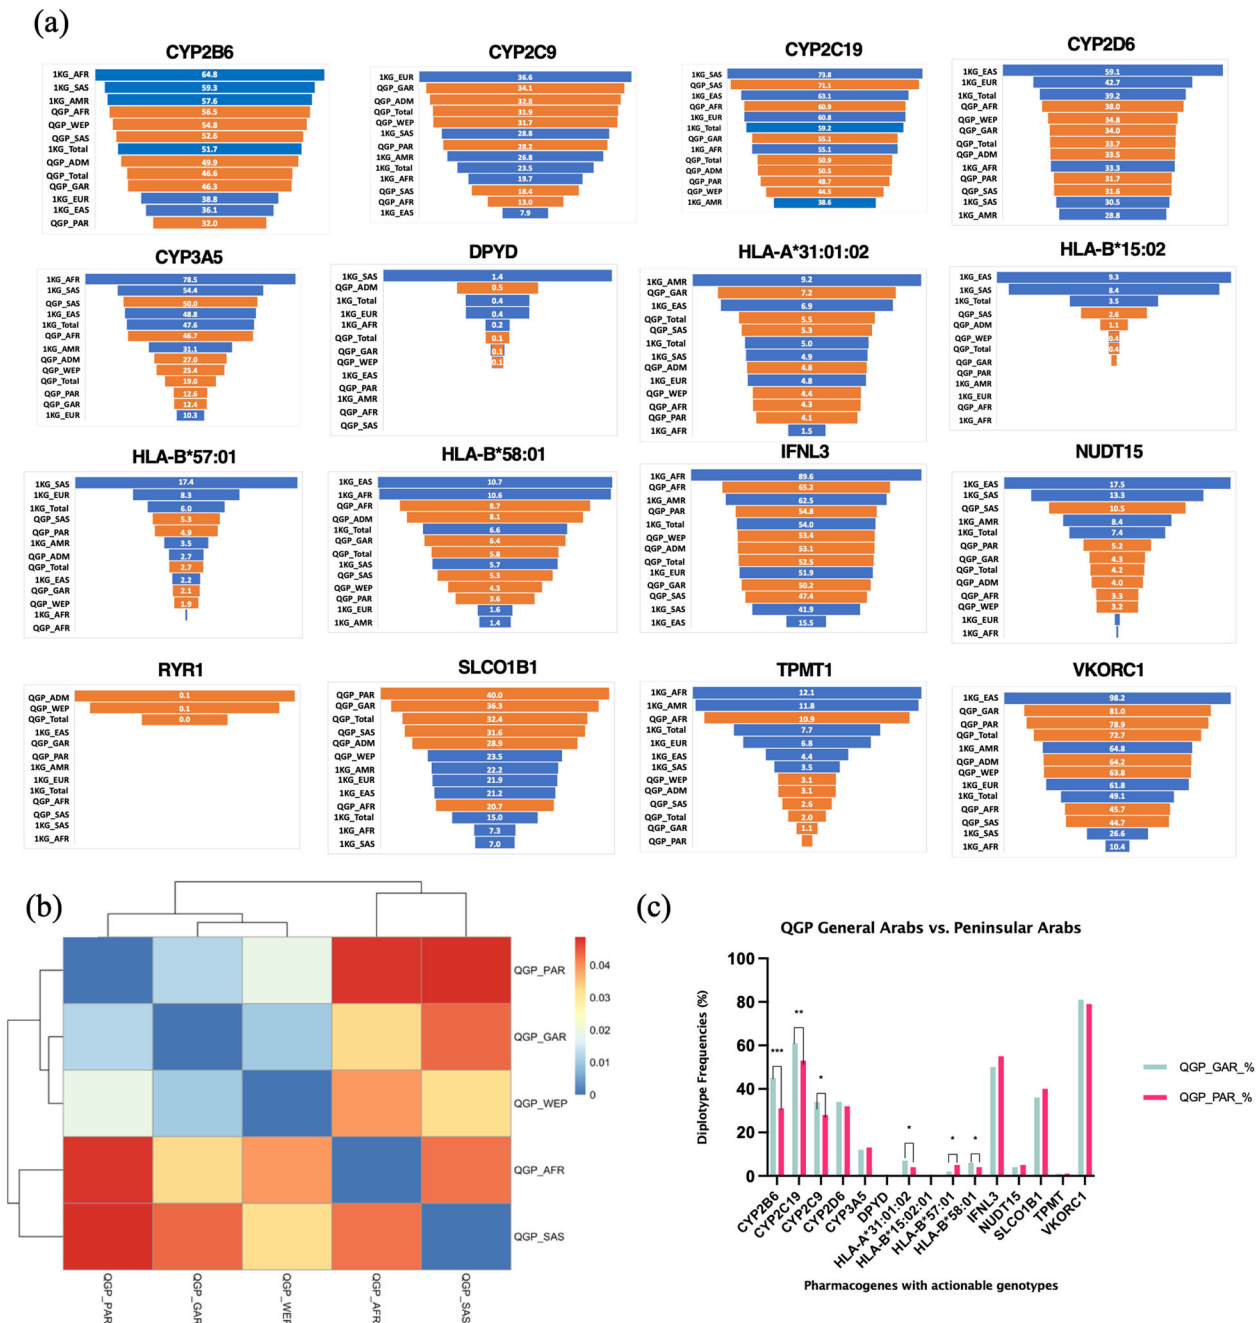 (a)
CYP2B6
1KG_AFR 64.8
1KG_SAS 59.3
1KG_AMR 57.6
QGP_AFR 56.5
QGP_WEP 54.8
QGP_SAS 52.6
1KG_Total 51.7
QGP_ADM 49.9
QGP_Total 46.6
QGP_GAR 46.3
1KG_EUR 38.8
1KG_EAS 36.1
QGP_PAR 32.0
CYP2C9
1KG_EUR 36.6
QGP_GAR 34.1
QGP_ADM 32.8
QGP_Total 31.9
QGP_WEP 31.7
1KG_SAS 28.8
QGP_PAR 28.2
1KG_AMR 26.8
1KG_Total 23.5
1KG_AFR 19.7
QGP_SAS 18.4
QGP_AFR 13.0
1KG_EAS 7.9
CYP2C19
1KG_SAS 73.8
QGP_SAS 71.1
1KG_EAS 63.1
QGP_AFR 60.9
1KG_EUR 60.8
1KG_Total 59.2
QGP_GAR 55.1
1KG_AFR 55.1
QGP_Total 50.9
QGP_ADM 50.5
QGP_PAR 48.7
QGP_WEP 44.5
1KG_AMR 38.6
CYP2D6
1KG_EAS 59.1
1KG_EUR 42.7
1KG_Total 39.2
QGP_AFR 38.0
QGP_WEP 34.8
QGP_GAR 34.0
QGP_Total 33.7
QGP_ADM 33.5
1KG_AFR 33.3
QGP_PAR 31.7
QGP_SAS 31.6
1KG_SAS 30.5
1KG_AMR 28.8
CYP3A5
1KG_AFR 78.5
1KG_SAS 54.4
QGP_SAS 50.0
1KG_EAS 48.8
1KG_Total 47.6
QGP_AFR 46.7
1KG_AMR 31.1
QGP_ADM 27.0
QGP_WEP 25.4
QGP_Total 19.0
QGP_PAR 12.6
QGP_GAR 12.4
1KG_EUR 10.3
DPYD
1KG_SAS 1.4
QGP_ADM 0.5
1KG_Total 0.4
1KG_EUR 0.4
1KG_AFR 0.2
QGP_Total 0.1
QGP_GAR 0.1
QGP_WEP 0.1
1KG_EAS
QGP_PAR
1KG_AMR
QGP_AFR
QGP_SAS
HLA-A*31:01:02
1KG_AMR 9.2
QGP_GAR 7.2
1KG_EAS 6.9
QGP_Total 5.5
QGP_SAS 5.3
1KG_Total 5.0
1KG_SAS 4.9
QGP_ADM 4.8
1KG_EUR 4.8
QGP_WEP 4.4
QGP_AFR 4.3
QGP_PAR 4.1
1KG_AFR 1.5
HLA-B*15:02
1KG_EAS 9.3
1KG_SAS 8.4
1KG_Total 3.5
QGP_SAS 2.6
QGP_ADM 1.1
QGP_WEP 0.4
QGP_Total 0.4
QGP_GAR
QGP_PAR
1KG_AMR
1KG_EUR
QGP_AFR
1KG_AFR
HLA-B*57:01
1KG_SAS 17.4
1KG_EUR 8.3
1KG_Total 6.0
QGP_SAS 5.3
QGP_PAR 4.9
1KG_AMR 3.5
QGP_ADM 2.7
QGP_Total 2.7
1KG_EAS 2.2
QGP_GAR 2.1
QGP_WEP 1.9
1KG_AFR
QGP_AFR
HLA-B*58:01
1KG_EAS 10.7
1KG_AFR 10.6
QGP_AFR 8.7
QGP_ADM 8.1
1KG_Total 6.6
QGP_GAR 6.4
QGP_Total 5.8
1KG_SAS 5.7
QGP_SAS 5.3
QGP_WEP 4.3
QGP_PAR 3.6
1KG_EUR 1.6
1KG_AMR 1.4
IFNL3
1KG_AFR 89.6
QGP_AFR 65.2
1KG_AMR 62.5
QGP_PAR 54.8
1KG_Total 54.0
QGP_WEP 53.4
QGP_ADM 53.1
QGP_Total 52.5
1KG_EUR 51.9
QGP_GAR 50.2
QGP_SAS 47.4
1KG_SAS 41.9
1KG_EAS 15.5
NUDT15
1KG_EAS 17.5
1KG_SAS 13.3
QGP_SAS 10.5
1KG_AMR 8.4
1KG_Total 7.4
QGP_PAR 5.2
QGP_GAR 4.3
QGP_Total 4.2
QGP_ADM 4.0
QGP_AFR 3.3
QGP_WEP 3.2
1KG_EUR
1KG_AFR
RYR1
QGP_ADM 0.1
QGP_WEP 0.1
QGP_Total 0.0
1KG_EAS
QGP_GAR
QGP_PAR
1KG_AMR
1KG_EUR
1KG_Total
QGP_AFR
QGP_SAS
1KG_SAS
1KG_AFR
SLCO1B1
QGP_PAR 40.0
QGP_GAR 36.3
QGP_Total 32.4
QGP_SAS 31.6
QGP_ADM 28.9
QGP_WEP 23.5
1KG_AMR 22.2
1KG_EUR 21.9
1KG_EAS 21.2
QGP_AFR 20.7
1KG_Total 15.0
1KG_AFR 7.3
1KG_SAS 7.0
TPMT1
1KG_AFR 12.1
1KG_AMR 11.8
QGP_AFR 10.9
1KG_Total 7.7
1KG_EUR 6.8
1KG_EAS 4.4
1KG_SAS 3.5
QGP_WEP 3.1
QGP_ADM 3.1
QGP_SAS 2.6
QGP_Total 2.0
QGP_GAR 1.1
QGP_PAR
VKORC1
1KG_EAS 98.2
QGP_GAR 81.0
QGP_PAR 78.9
QGP_Total 72.7
1KG_AMR 64.8
QGP_ADM 64.2
QGP_WEP 63.8
1KG_EUR 61.8
1KG_Total 49.1
QGP_AFR 45.7
QGP_SAS 44.7
1KG_SAS 26.6
1KG_AFR 10.4
(b)
QGP_PAR
QGP_GAR
QGP_WEP
QGP_AFR
QGP_SAS
0.04
0.03
0.02
0.01
0
QGP_PAR
QGP_GAR
QGP_WEP
QGP_AFR
QGP_SAS
(c)
QGP General Arabs vs. Peninsular Arabs
Diplotype Frequencies (%)
100
80
60
40
20
0
***
**
*
*
*
*
CYP2B6
CYP2C19
CYP2C9
CYP2D6
CYP3A5
DPYD
HLA-A*31:01:02
HLA-B*15:02:01
HLA-B*57:01
HLA-B*58:01
IFNL3
NUDT15
SLCO1B1
TPMT
VKORC1
Pharmacogenes with actionable genotypes
QGP_GAR_%
QGP_PAR_%